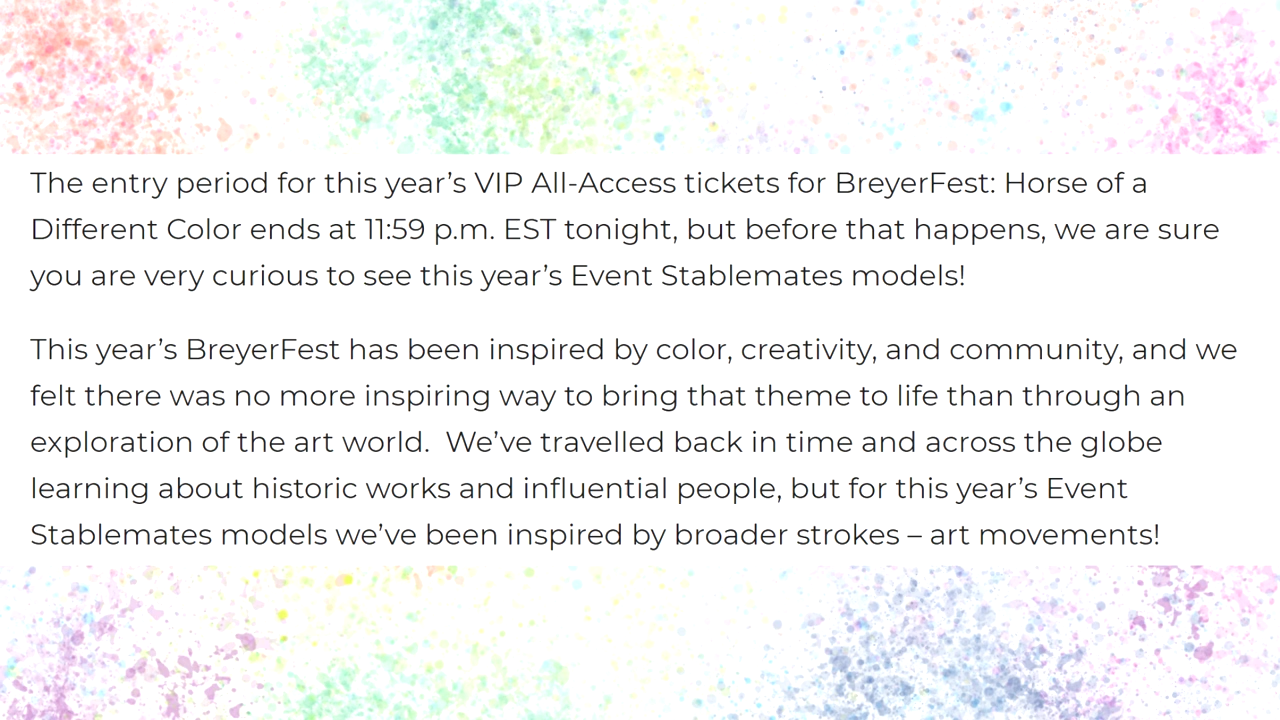 The entry period for this year’s VIP All-Access tickets for BreyerFest: Horse of a
Different Color ends at 11:59 p.m. EST tonight, but before that happens, we are sure
you are very curious to see this year’s Event Stablemates models!
This year’s BreyerFest has been inspired by color, creativity, and community, and we
felt there was no more inspiring way to bring that theme to life than through an
exploration of the art world.  We’ve travelled back in time and across the globe
learning about historic works and influential people, but for this year’s Event
Stablemates models we’ve been inspired by broader strokes – art movements!